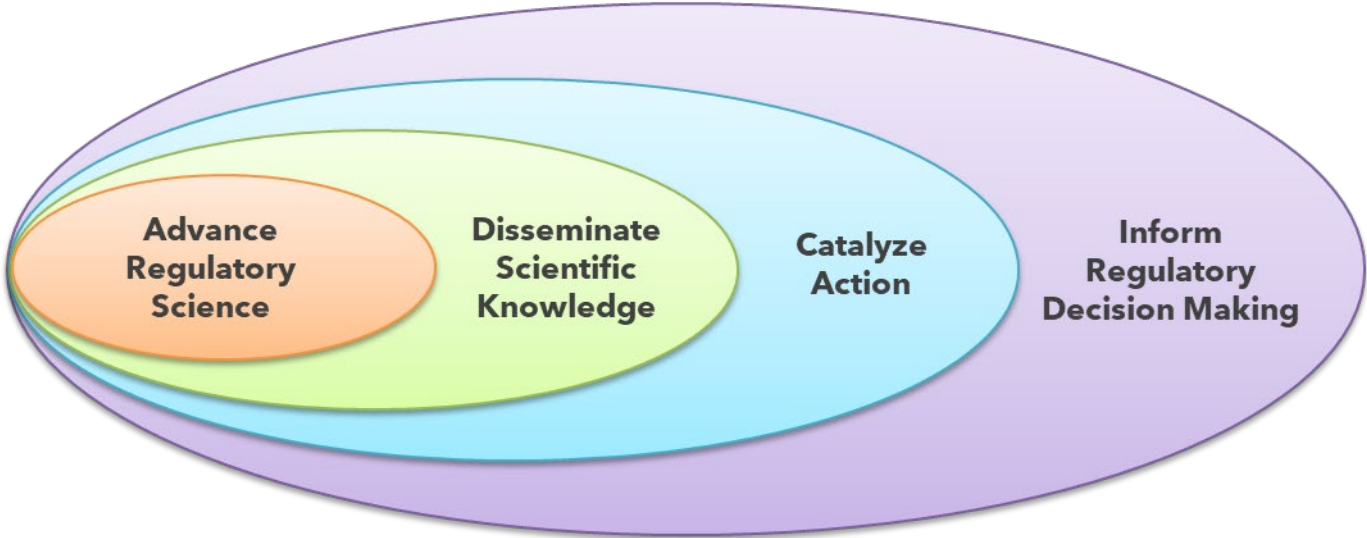 Advance
Regulatory
Science
Disseminate
Scientific
Knowledge
Catalyze
Action
Inform
Regulatory
Decision Making